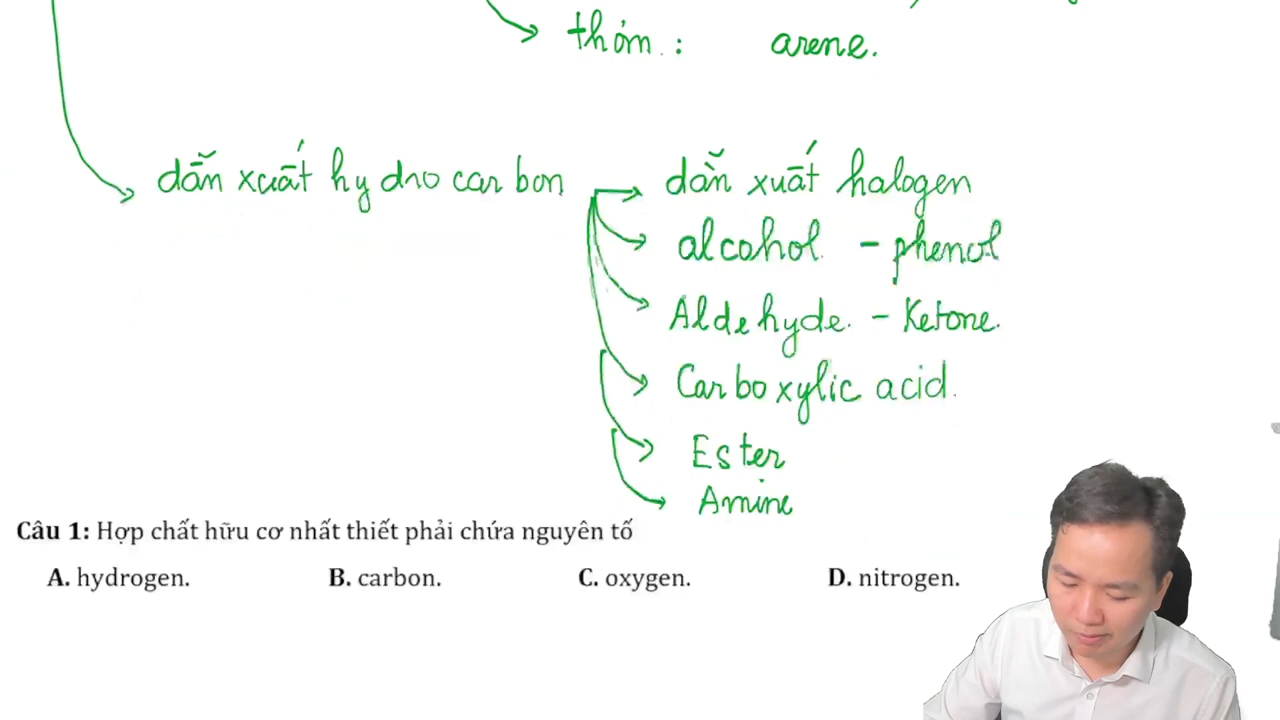 thơm : arene.
dẫn xuất hydrocarbon dẫn xuất halogen
alcohol - phenol
Aldehyde. - Ketone.
Carboxylic acid.
Ester
Amine
Câu 1: Hợp chất hữu cơ nhất thiết phải chứa nguyên tố
A. hydrogen. B. carbon. C. oxygen. D. nitrogen.